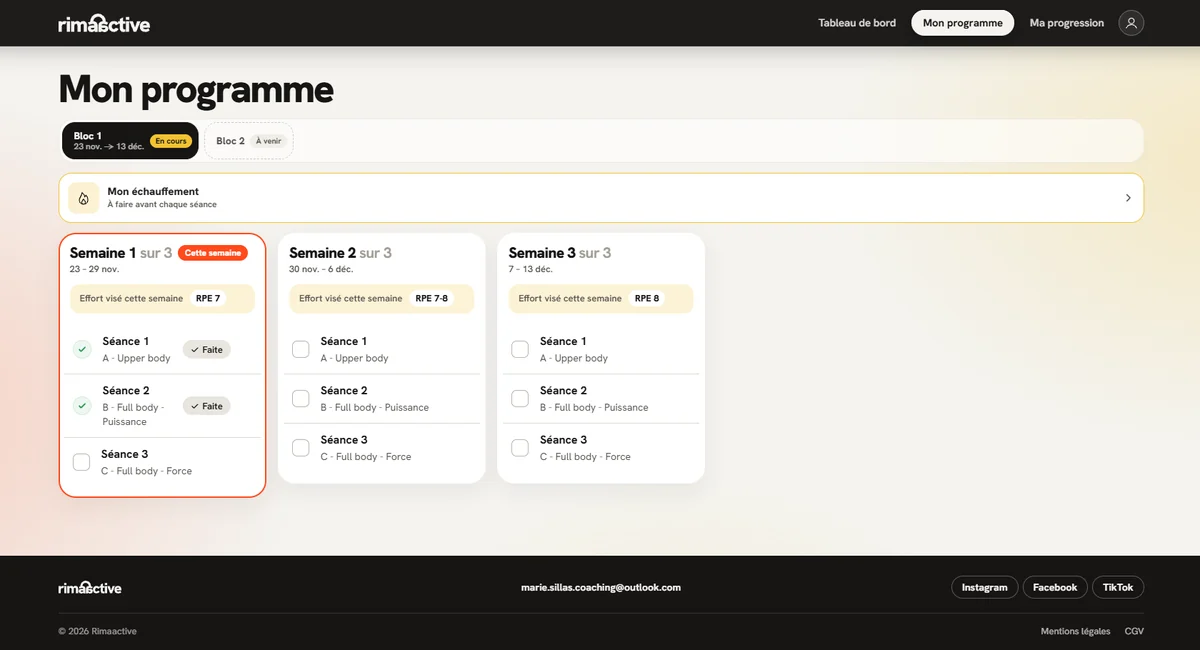 rimaactive
Tableau de bord
Mon programme
Ma progression
Mon programme
Bloc 1
23 nov. → 13 déc.
En cours
Bloc 2
À venir
Mon échauffement
À faire avant chaque séance
Semaine 1 sur 3
Cette semaine
23 – 29 nov.
Effort visé cette semaine RPE 7
Séance 1
A - Upper body
Faite
Séance 2
B - Full body -
Puissance
Faite
Séance 3
C - Full body - Force
Semaine 2 sur 3
30 nov. – 6 déc.
Effort visé cette semaine RPE 7-8
Séance 1
A - Upper body
Séance 2
B - Full body - Puissance
Séance 3
C - Full body - Force
Semaine 3 sur 3
7 – 13 déc.
Effort visé cette semaine RPE 8
Séance 1
A - Upper body
Séance 2
B - Full body - Puissance
Séance 3
C - Full body - Force
rimaactive
marie.sillas.coaching@outlook.com
Instagram
Facebook
TikTok
© 2026 Rimaactive
Mentions légales
CGV